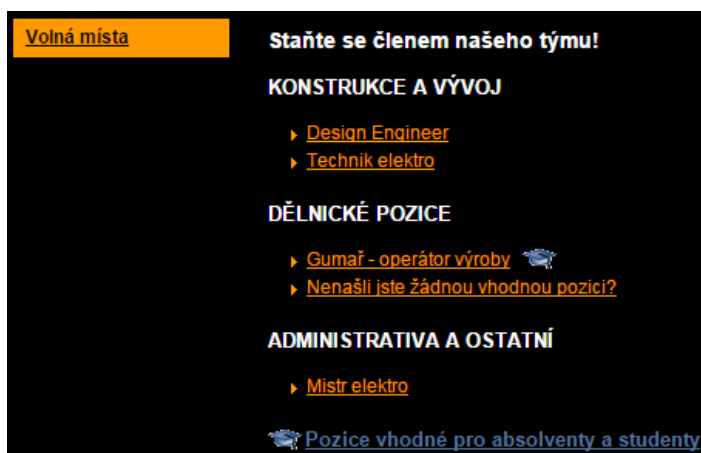 Volná místa
Staňte se členem našeho týmu!
KONSTRUKCE A VÝVOJ
Design Engineer
Technik elektro
DĚLNICKÉ POZICE
Gumař - operátor výroby
Nenašli jste žádnou vhodnou pozici?
ADMINISTRATIVA A OSTATNÍ
Mistr elektro
Pozice vhodné pro absolventy a studenty